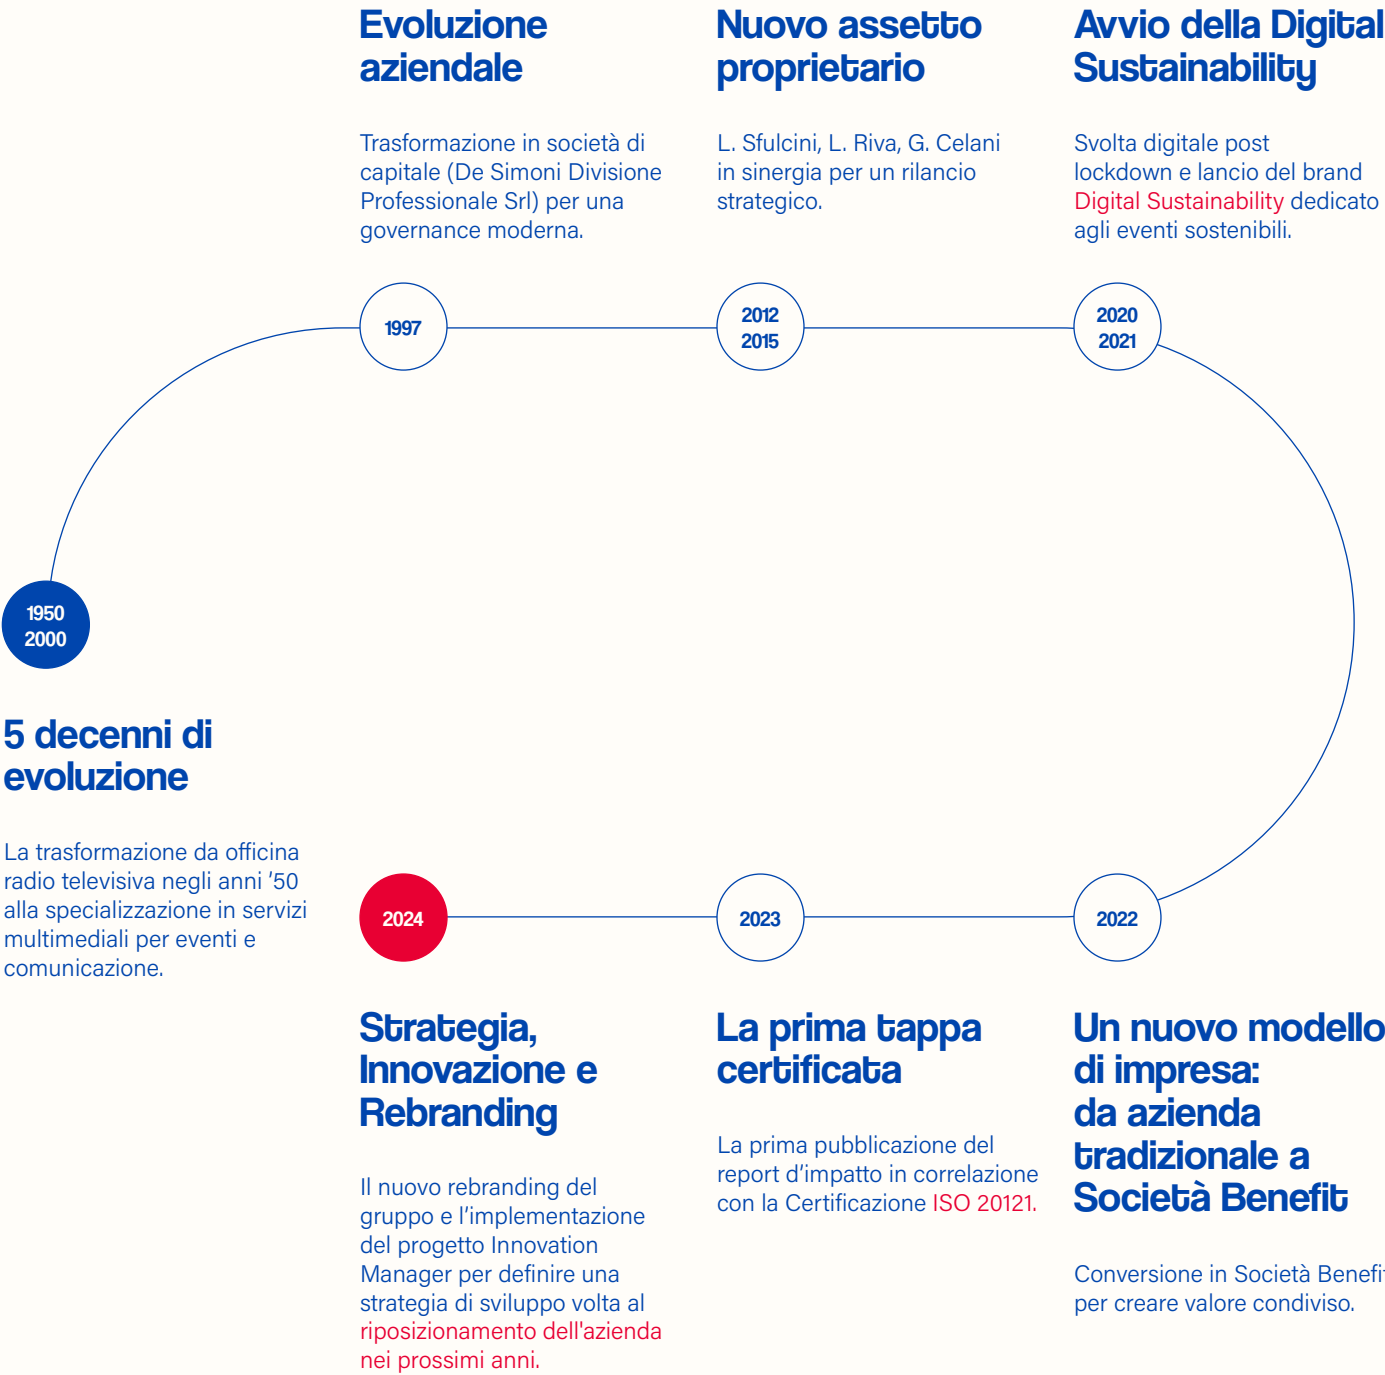 Evoluzione
aziendale
Trasformazione in società di
capitale (De Simoni Divisione
Professionale Srl) per una
governance moderna.
Nuovo assetto
proprietario
L. Sfulcini, L. Riva, G. Celani
in sinergia per un rilancio
strategico.
Avvio della Digital
Sustainability
Svolta digitale post
lockdown e lancio del brand
Digital Sustainability dedicato
agli eventi sostenibili.
1997
2012
2015
2020
2021
1950
2000
5 decenni di
evoluzione
La trasformazione da officina
radio televisiva negli anni ‘50
alla specializzazione in servizi
multimediali per eventi e
comunicazione.
2024
2023
2022
Strategia,
Innovazione e
Rebranding
Il nuovo rebranding del
gruppo e l’implementazione
del progetto Innovation
Manager per definire una
strategia di sviluppo volta al
riposizionamento dell'azienda
nei prossimi anni.
La prima tappa
certificata
La prima pubblicazione del
report d’impatto in correlazione
con la Certificazione ISO 20121.
Un nuovo modello
di impresa:
da azienda
tradizionale a
Società Benefit
Conversione in Società Benefit
per creare valore condiviso.